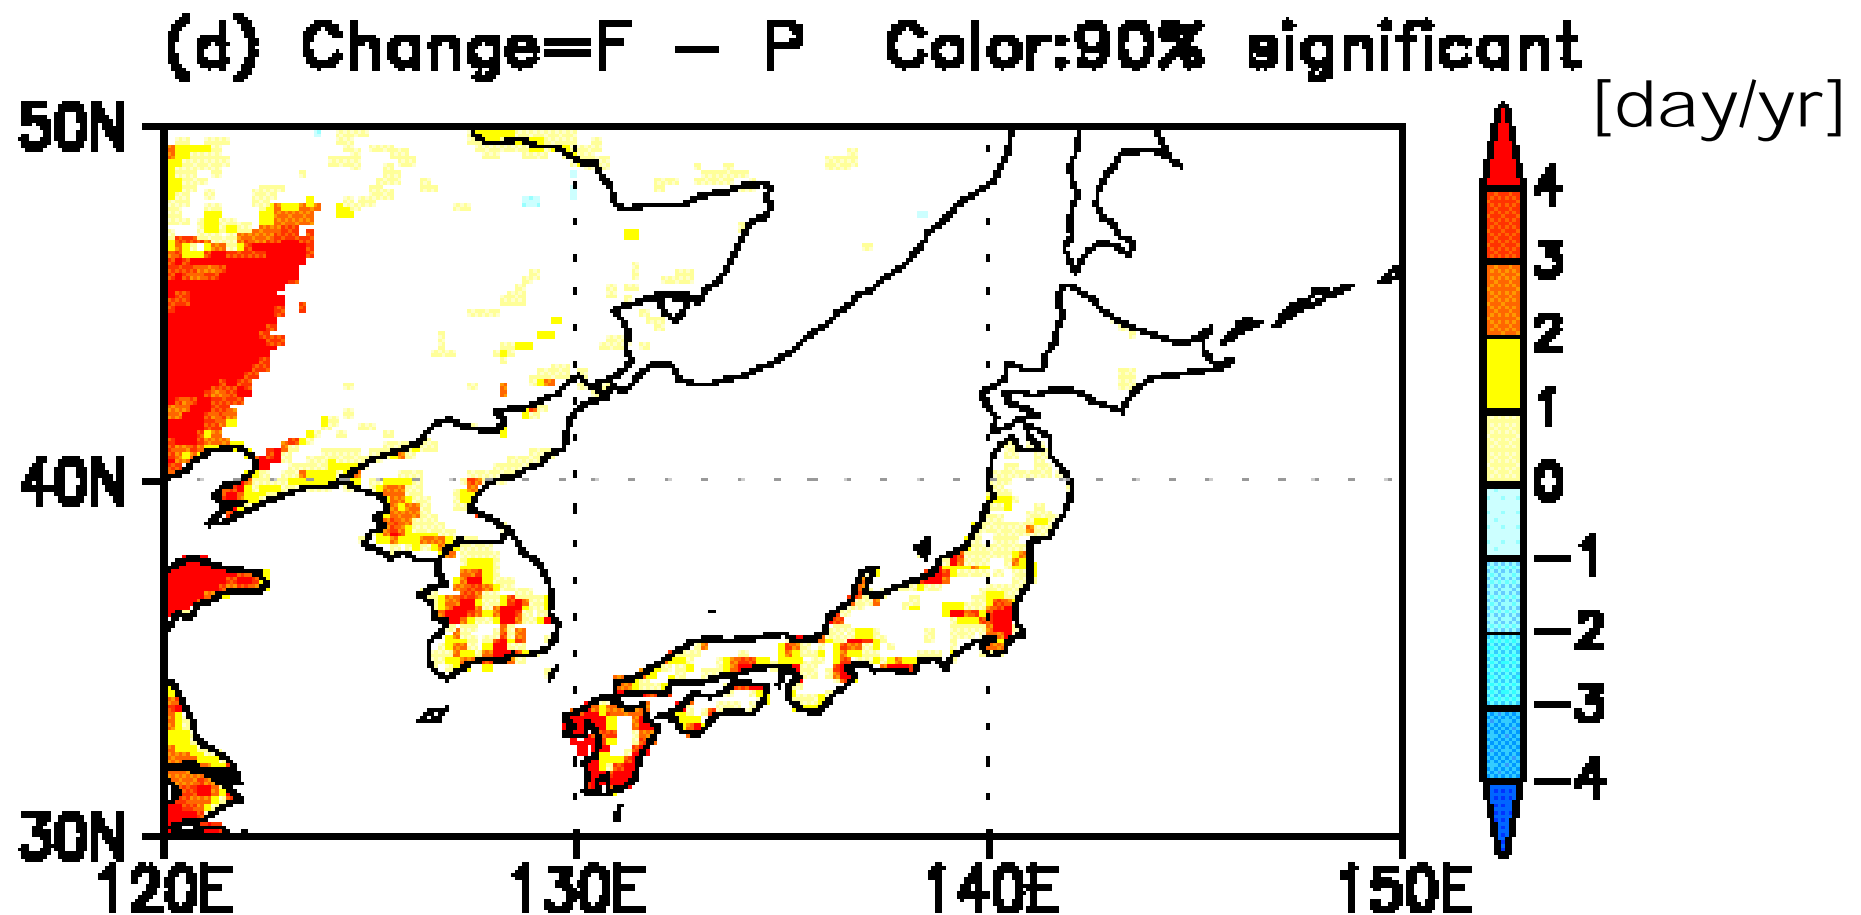 (d) Change=F — P Color:90% significant
[day/yr]
50N
40N
30N
120E 130E 140E 150E
4
3
2
1
0
−1
−2
−3
−4